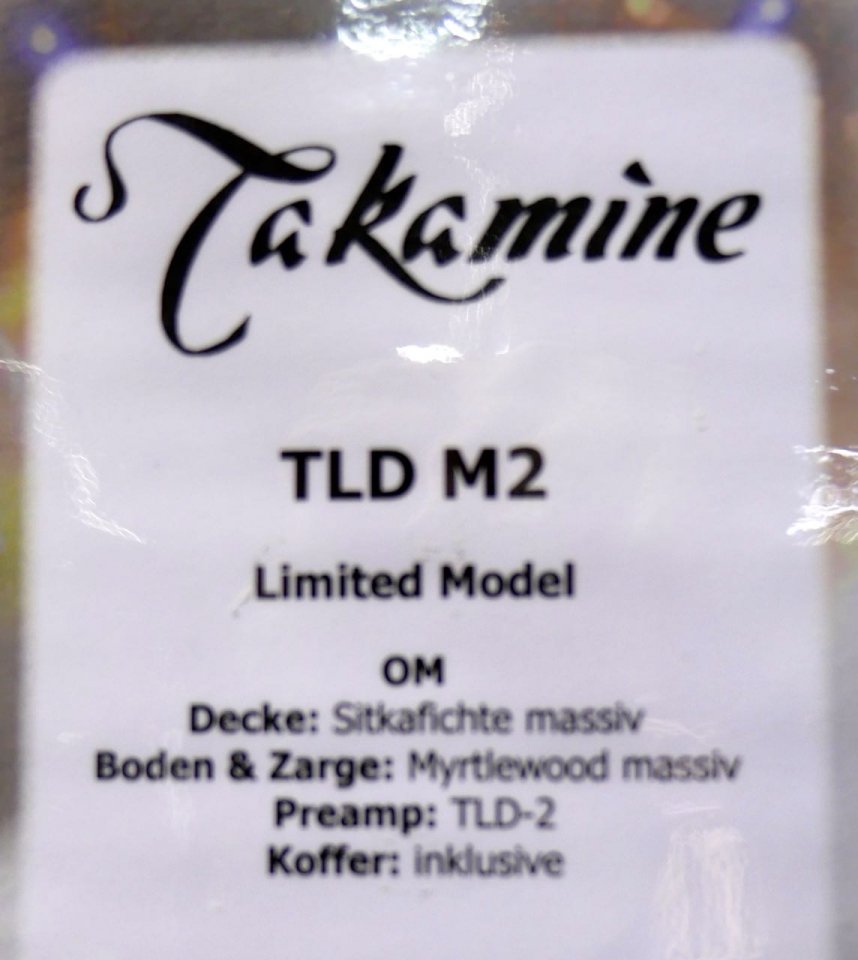 Takamine
TLD M2
Limited Model
OM
Decke: Sitkafichte massiv
Boden & Zarge: Myrtlewood massiv
Preamp: TLD-2
Koffer: inklusive